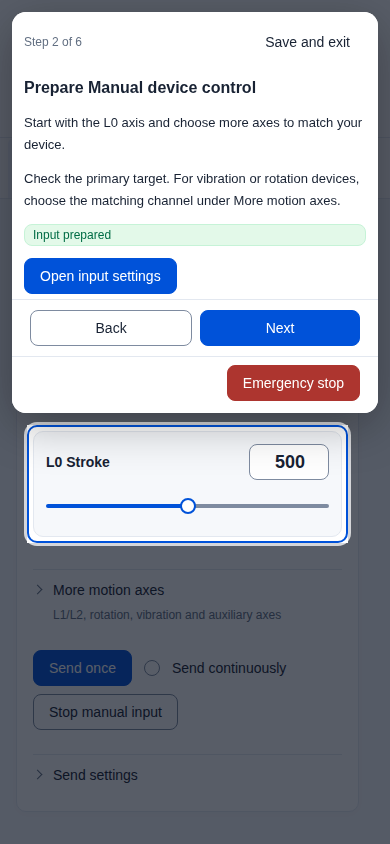 Step 2 of 6
Save and exit
Prepare Manual device control
Start with the L0 axis and choose more axes to match your
device.
Check the primary target. For vibration or rotation devices,
choose the matching channel under More motion axes.
Input prepared
Open input settings
Back
Next
Emergency stop
L0 Stroke
500
More motion axes
L1/L2, rotation, vibration and auxiliary axes
Send once
Send continuously
Stop manual input
Send settings